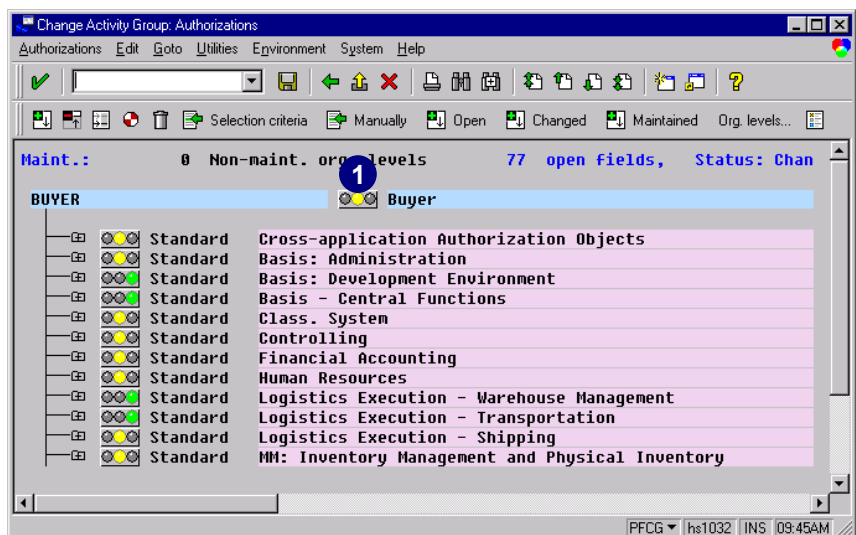 Change Activity Group: Authorizations
Authorizations Edit Goto Utilities Environment System Help
Selection criteria Manually Open Changed Maintained Org. levels...
Maint.: 0 Non-maint. org. levels 77 open fields, Status: Chan
1
BUYER Buyer
Standard Cross-application Authorization Objects
Standard Basis: Administration
Standard Basis: Development Environment
Standard Basis - Central Functions
Standard Class. System
Standard Controlling
Standard Financial Accounting
Standard Human Resources
Standard Logistics Execution - Warehouse Management
Standard Logistics Execution - Transportation
Standard Logistics Execution - Shipping
Standard MM: Inventory Management and Physical Inventory
PFCG hs1032 INS 09:45AM